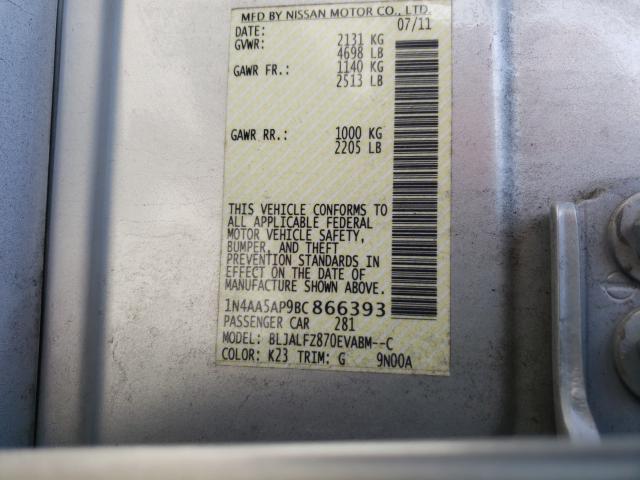 MFD BY NISSAN MOTOR CO., LTD.
DATE: 07/11
GVWR: 2131 KG
4698 LB
GAWR FR.: 1140 KG
2513 LB
GAWR RR.: 1000 KG
2205 LB
THIS VEHICLE CONFORMS TO
ALL APPLICABLE FEDERAL
MOTOR VEHICLE SAFETY,
BUMPER, AND THEFT
PREVENTION STANDARDS IN
EFFECT ON THE DATE OF
MANUFACTURE SHOWN ABOVE.
1N4AA5AP9BC866393
PASSENGER CAR 281
MODEL: BLJALFZ870EVABM--C
COLOR: K23 TRIM: G 9N00A